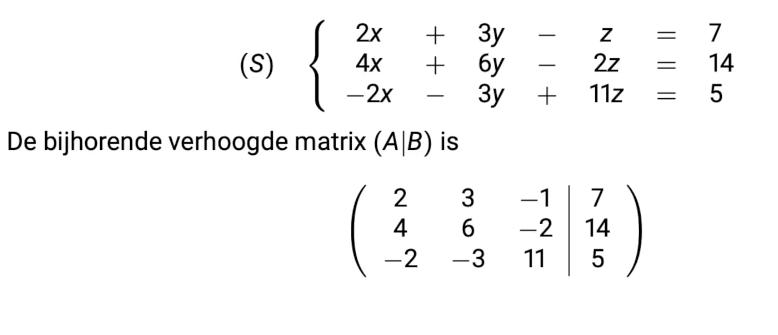 2x + 3y − z = 7
(S) { 4x + 6y − 2z = 14
−2x − 3y + 11z = 5
De bijhorende verhoogde matrix (A|B) is
2 3 −1 | 7
4 6 −2 | 14
−2 −3 11 | 5